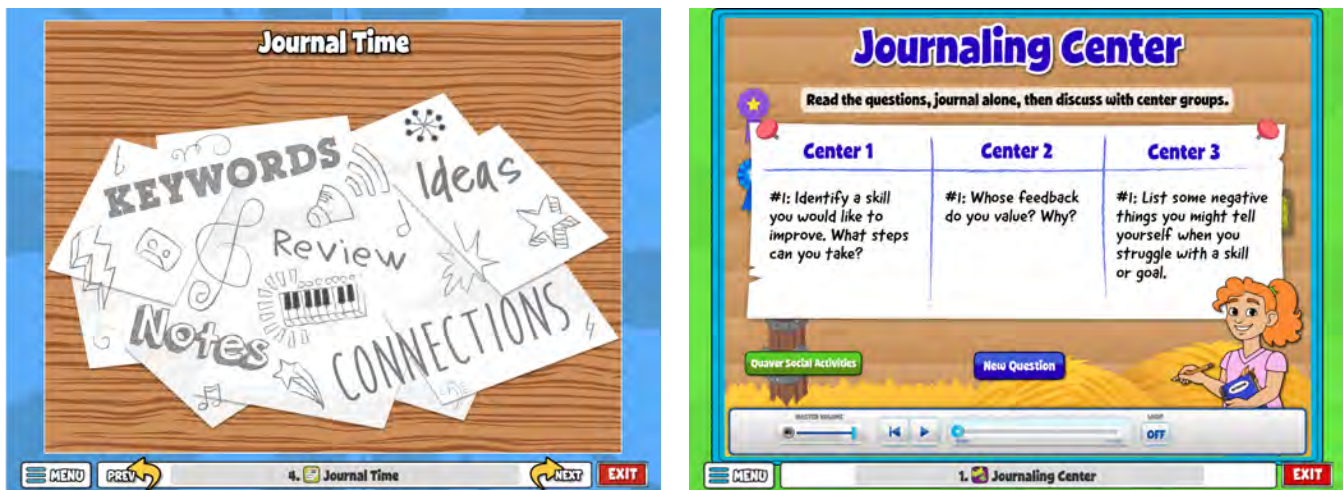 Journal Time
KEYWORDS
Ideas
Review
Notes
CONNECTIONS
MENU
PREV
4. Journal Time
NEXT
EXIT
Journaling Center
Read the questions, journal alone, then discuss with center groups.
Center 1
#1: Identify a skill
you would like to
improve. What steps
can you take?
Center 2
#1: Whose feedback
do you value? Why?
Center 3
#1: List some negative
things you might tell
yourself when you
struggle with a skill
or goal.
Quaver Social Activities
New Question
MASTER VOLUME
LOOP
OFF
MENU
1. Journaling Center
EXIT